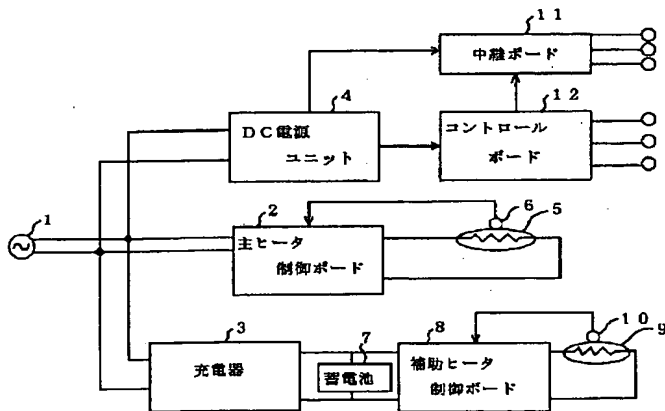 11
中継ボード
4
12
DC電源
ユニット
コントロール
ボード
1
2
6
5
主ヒータ
制御ボード
3
7
8
10
9
充電器
蓄電池
補助ヒータ
制御ボード